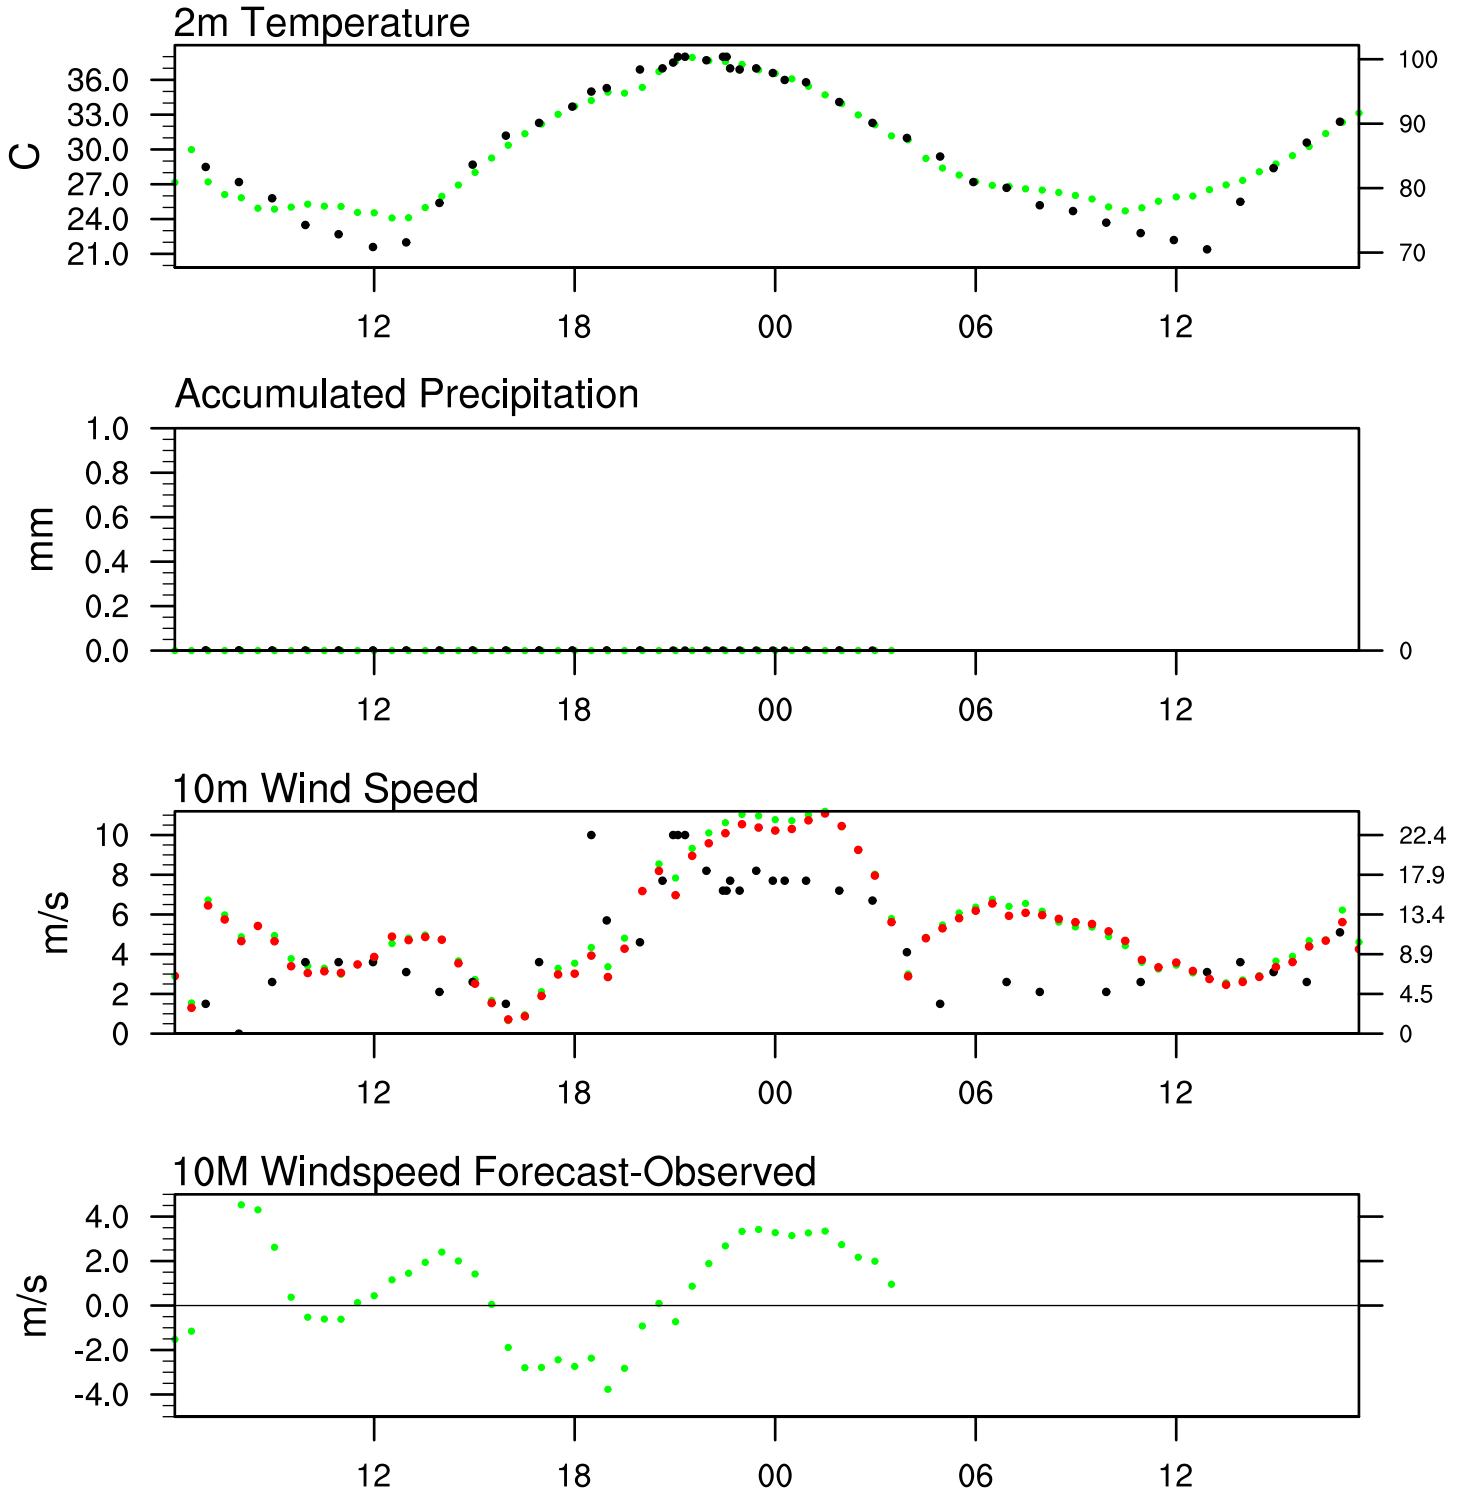 2m Temperature
36.0
33.0
30.0
27.0
24.0
21.0
C
100
90
80
70
12 18 00 06 12
Accumulated Precipitation
1.0
0.8
0.6
0.4
0.2
0.0
mm
0
12 18 00 06 12
10m Wind Speed
10
8
6
4
2
0
m/s
22.4
17.9
13.4
8.9
4.5
0
12 18 00 06 12
10M Windspeed Forecast-Observed
4.0
2.0
0.0
-2.0
-4.0
m/s
12 18 00 06 12